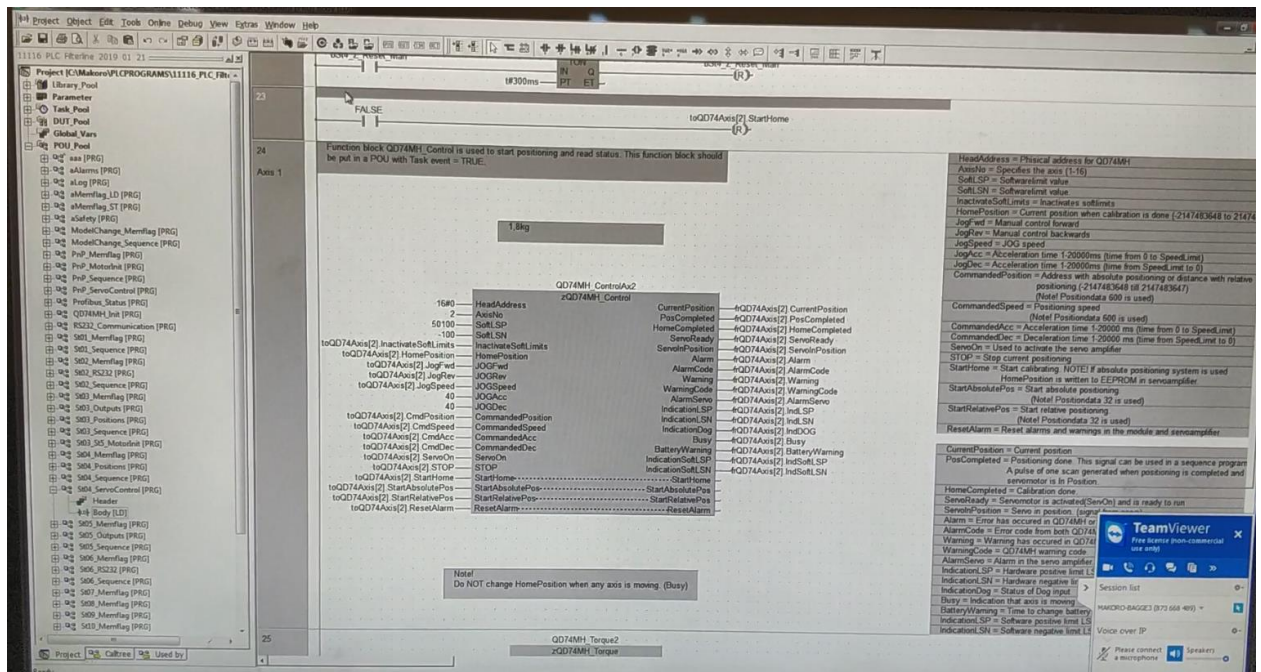 Project Object Edit Tools Online Debug View Extras Window Help
11116 PLC Filterline 2019 01 21
Project [C:\Makoro\PLCPROGRAMS\11116_PLC_Filte
Library_Pool
Parameter
Task_Pool
DUT_Pool
Global_Vars
POU_Pool
aaa [PRG]
aAlarms [PRG]
aLog [PRG]
aMemflag_LD [PRG]
aMemflag_ST [PRG]
aSafety [PRG]
ModelChange_Memflag [PRG]
ModelChange_Sequence [PRG]
PnP_Memflag [PRG]
PnP_MotorInit [PRG]
PnP_Sequence [PRG]
PnP_ServoControl [PRG]
Profibus_Status [PRG]
QD74MH_Init [PRG]
RS232_Communication [PRG]
St01_Memflag [PRG]
St01_Sequence [PRG]
St02_Memflag [PRG]
St02_RS232 [PRG]
St02_Sequence [PRG]
St03_Memflag [PRG]
St03_Outputs [PRG]
St03_Positions [PRG]
St03_Sequence [PRG]
St03_St5_MotorInit [PRG]
St04_Memflag [PRG]
St04_Positions [PRG]
St04_Sequence [PRG]
St04_ServoControl [PRG]
Header
Body [LD]
St05_Memflag [PRG]
St05_Outputs [PRG]
St05_Sequence [PRG]
St06_Memflag [PRG]
St06_RS232 [PRG]
St06_Sequence [PRG]
St07_Memflag [PRG]
St08_Memflag [PRG]
St09_Memflag [PRG]
St10_Memflag [PRG]
Project Calltree Used by
TON
IN Q
t#300ms PT ET
(R)
23
FALSE
toQD74Axis[2].StartHome
(R)
24
Axis 1
Function block QD74MH_Control is used to start positioning and read status. This function block should
be put in a POU with Task event = TRUE.
1,8kg
QD74MH_ControlAx2
zQD74MH_Control
16#0 HeadAddress CurrentPosition frQD74Axis[2].CurrentPosition
2 AxisNo PosCompleted frQD74Axis[2].PosCompleted
50100 SoftLSP HomeCompleted frQD74Axis[2].HomeCompleted
-100 SoftLSN ServoReady frQD74Axis[2].ServoReady
toQD74Axis[2].InactivateSoftLimits InactivateSoftLimits ServoInPosition frQD74Axis[2].ServoInPosition
toQD74Axis[2].HomePosition HomePosition Alarm frQD74Axis[2].Alarm
toQD74Axis[2].JogFwd JOGFwd AlarmCode frQD74Axis[2].AlarmCode
toQD74Axis[2].JogRev JOGRev Warning frQD74Axis[2].Warning
toQD74Axis[2].JogSpeed JOGSpeed WarningCode frQD74Axis[2].WarningCode
40 JOGAcc AlarmServo frQD74Axis[2].AlarmServo
40 JOGDec IndicationLSP frQD74Axis[2].IndLSP
toQD74Axis[2].CmdPosition CommandedPosition IndicationLSN frQD74Axis[2].IndLSN
toQD74Axis[2].CmdSpeed CommandedSpeed IndicationDog frQD74Axis[2].IndDOG
toQD74Axis[2].CmdAcc CommandedAcc Busy frQD74Axis[2].Busy
toQD74Axis[2].CmdDec CommandedDec BatteryWarning frQD74Axis[2].BatteryWarning
toQD74Axis[2].ServoOn ServoOn IndicationSoftLSP frQD74Axis[2].IndSoftLSP
toQD74Axis[2].STOP STOP IndicationSoftLSN frQD74Axis[2].IndSoftLSN
toQD74Axis[2].StartHome StartHome StartHome
toQD74Axis[2].StartAbsolutePos StartAbsolutePos StartAbsolutePos
toQD74Axis[2].StartRelativePos StartRelativePos StartRelativePos
toQD74Axis[2].ResetAlarm ResetAlarm ResetAlarm
Note!
Do NOT change HomePosition when any axis is moving. (Busy)
25
QD74MH_Torque2
zQD74MH_Torque
HeadAddress = Phisical address for QD74MH
AxisNo = Specifies the axis (1-16)
SoftLSP = Softwarelimit value
SoftLSN = Softwarelimit value
InactivateSoftLimits = Inactivates softlimits
HomePosition = Current position when calibration is done (-2147483648 to 21474
JogFwd = Manual control forward
JogRev = Manual control backwards
JogSpeed = JOG speed
JogAcc = Acceleration time 1-20000ms (time from 0 to SpeedLimit)
JogDec = Acceleration time 1-20000ms (time from SpeedLimit to 0)
CommandedPosition = Address with absolute positioning or distance with relative
positioning.(-2147483648 till 2147483647)
(Note! Positiondata 600 is used)
CommandedSpeed = Positioning speed
(Note! Positiondata 600 is used)
CommandedAcc = Acceleration time 1-20000 ms (time from 0 to SpeedLimit)
CommandedDec = Deceleration time 1-20000 ms (time from SpeedLimit to 0)
ServoOn = Used to activate the servo amplifier
STOP = Stop current positioning
StartHome = Start calibrating. NOTE! If absolute positioning system is used
HomePosition is written to EEPROM in servoamplifier.
StartAbsolutePos = Start absolute positioning
(Note! Positiondata 32 is used)
StartRelativePos = Start relative positioning.
(Note! Positiondata 32 is used)
ResetAlarm = Reset alarms and warnings in the module and servoamplifier
CurrentPosition = Current position
PosCompleted = Positioning done. This signal can be used in a sequence program
A pulse of one scan generated when positioning is completed and
servomotor is In Position.
HomeCompleted = Calibration done.
ServoReady = Servomotor is activated(ServOn) and is ready to run
ServoInPosition = Servo in position. (signal
Alarm = Error has occured in QD74MH or
AlarmCode = Error code from both QD74
Warning = Warning has occured in QD74
WarningCode = QD74MH warning code
AlarmServo = Alarm in the servo amplifier
IndicationLSP = Hardware positive limit LS
IndicationLSN = Hardware negative lim
IndicationDog = Status of Dog input
Busy = Indication that axis is moving
BatteryWarning = Time to change battery
IndicationLSP = Software positive limit LS
IndicationLSN = Software negative limit LS
TeamViewer
Free license (non-commercial
use only)
Session list
MAKORO-BAGGE3 (873 668 489)
Voice over IP
Please connect
a microphone
Speakers